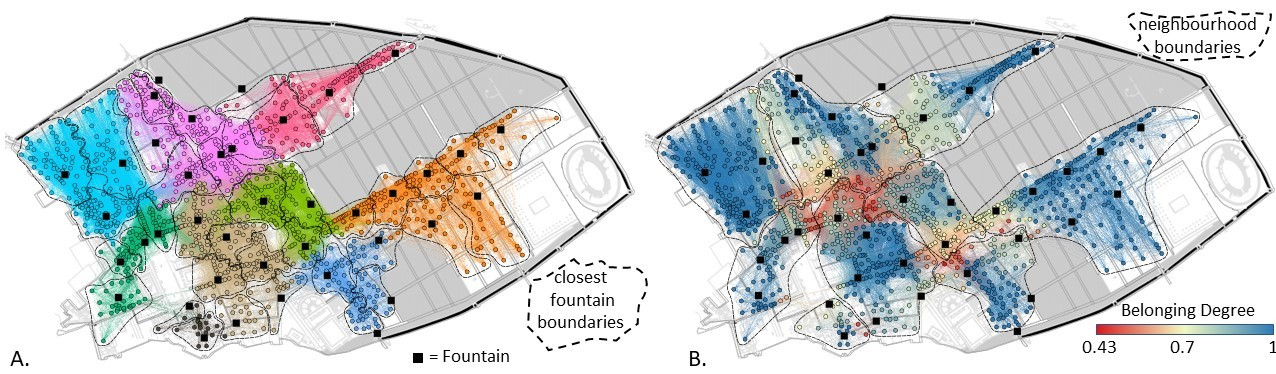 closest
fountain
boundaries
A.
= Fountain
neighbourhood
boundaries
Belonging Degree
0.43 0.7 1
B.